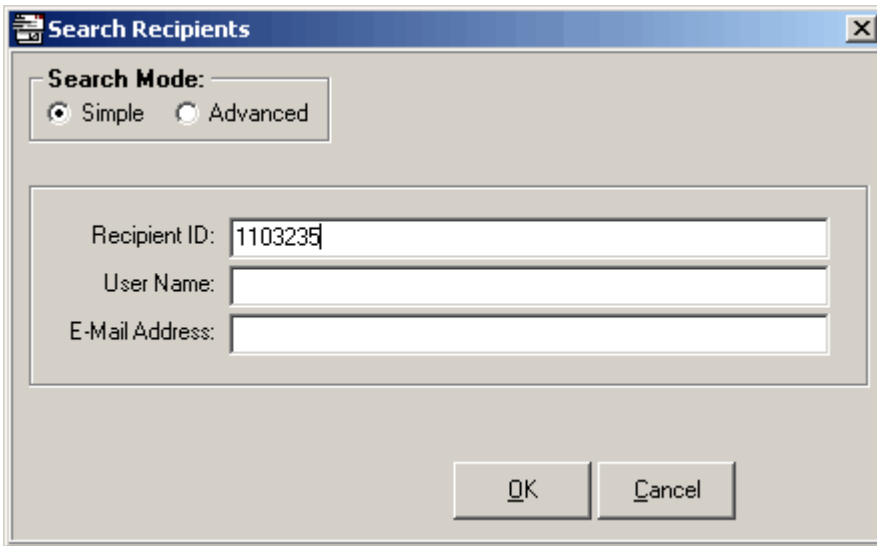 Search Recipients
Search Mode:
Simple Advanced
Recipient ID: 1103235
User Name:
E-Mail Address:
OK Cancel